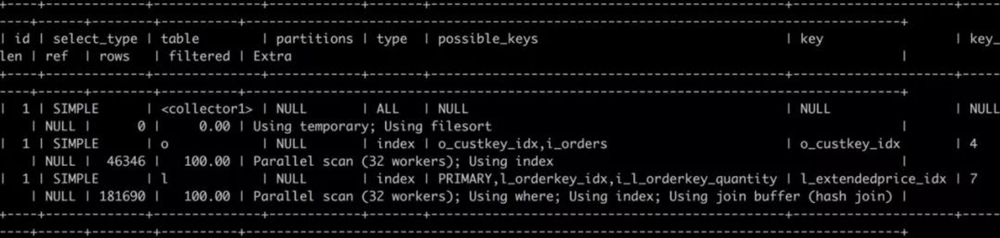 | id | select_type | table | partitions | type | possible_keys | key | key_
len | ref | rows | filtered | Extra |
| 1 | SIMPLE | <collector1> | NULL | ALL | NULL | NULL | NULL
| NULL | 0 | 0.00 | Using temporary; Using filesort |
| 1 | SIMPLE | o | NULL | index | o_custkey_idx,i_orders | o_custkey_idx | 4
| NULL | 46346 | 100.00 | Parallel scan (32 workers); Using index |
| 1 | SIMPLE | l | NULL | index | PRIMARY,l_orderkey_idx,i_l_orderkey_quantity | l_extendedprice_idx | 7
| NULL | 181690 | 100.00 | Parallel scan (32 workers); Using where; Using index; Using join buffer (hash join) |